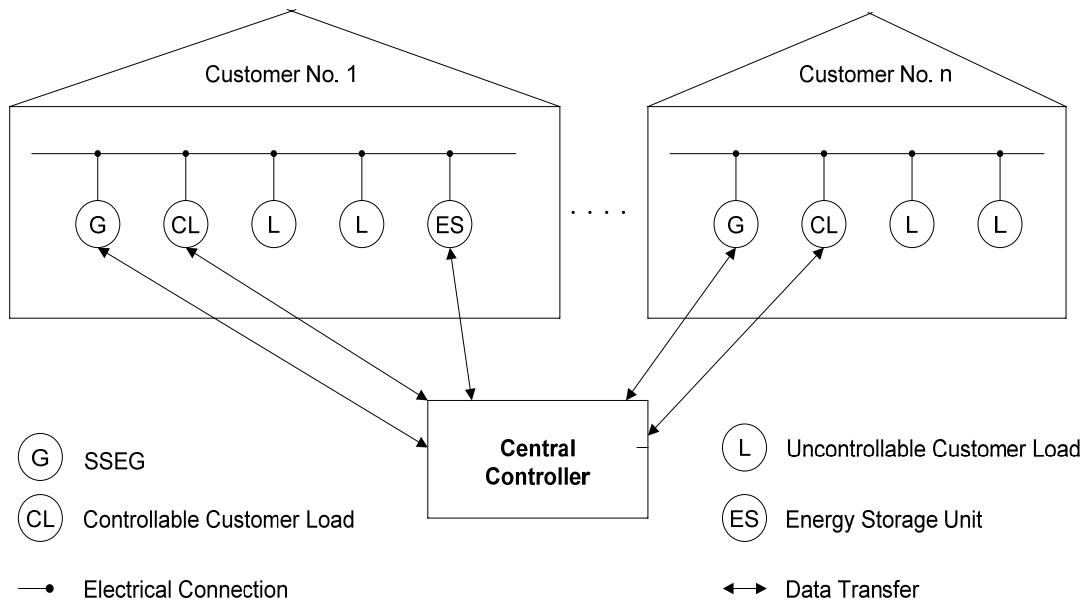 Customer No. 1
Customer No. n
G
CL
L
L
ES
. . . .
G
CL
L
L
Central
Controller
G SSEG
CL Controllable Customer Load
Electrical Connection
L Uncontrollable Customer Load
ES Energy Storage Unit
Data Transfer